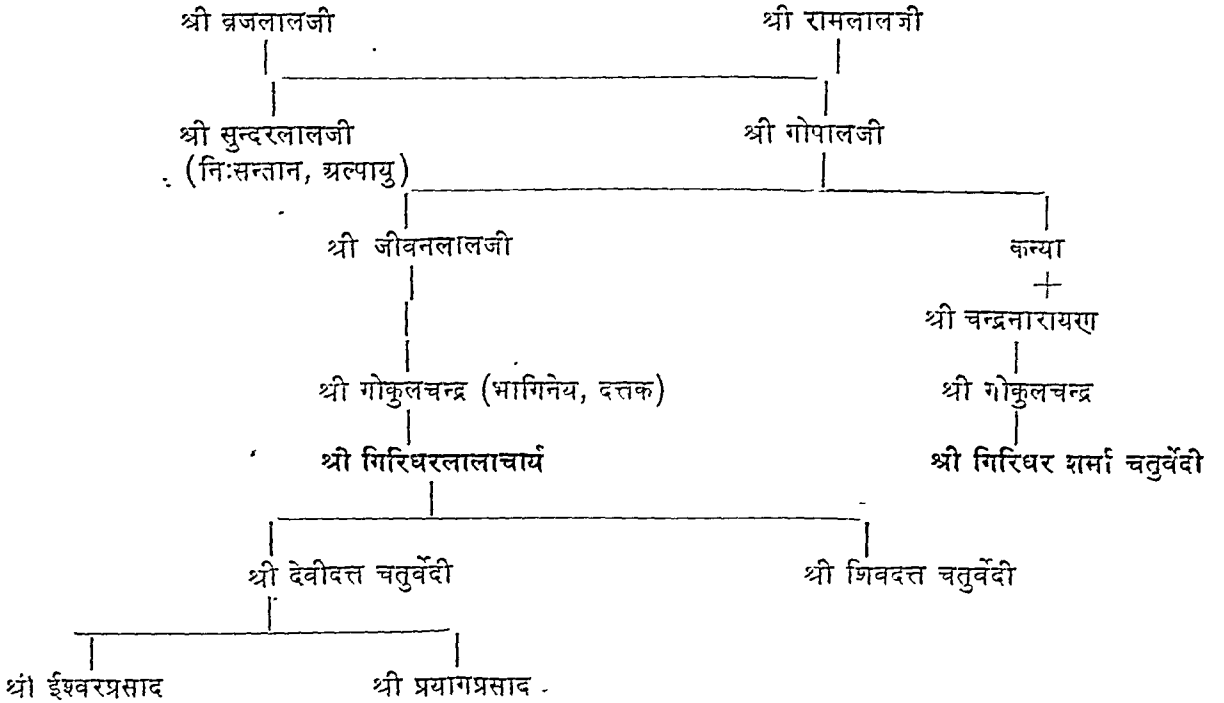 श्री व्रजलालजी श्री रामलालजी
श्री सुन्दरलालजी श्री गोपालजी
(निःसन्तान, अल्पायु)
श्री जीवनलालजी कन्या
+
श्री चन्द्रनारायण
श्री गोकुलचन्द्र (भागिनेय, दत्तक) श्री गोकुलचन्द्र
श्री गिरिधरलालाचार्य श्री गिरिधर शर्मा चतुर्वेदी
श्री देवीदत्त चतुर्वेदी श्री शिवदत्त चतुर्वेदी
श्री ईश्वरप्रसाद श्री प्रयागप्रसाद